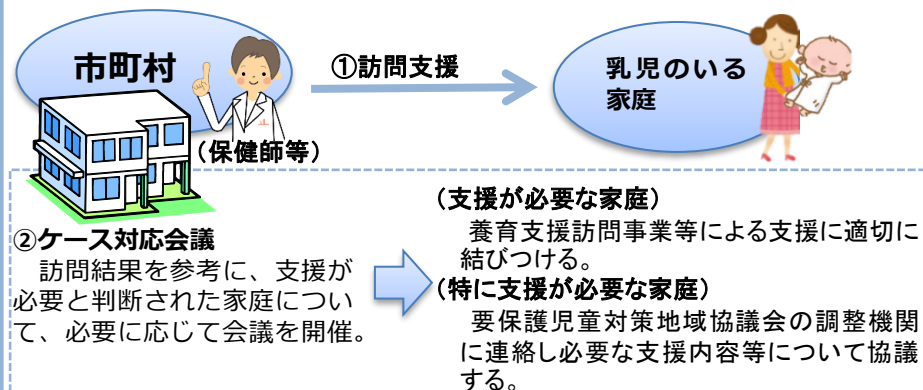 市町村
(保健師等)
①訪問支援
乳児のいる
家庭
②ケース対応会議
訪問結果を参考に、支援が
必要と判断された家庭につい
て、必要に応じて会議を開催。
(支援が必要な家庭)
養育支援訪問事業等による支援に適切に
結びつける。
(特に支援が必要な家庭)
要保護児童対策地域協議会の調整機関
に連絡し必要な支援内容等について協議
する。